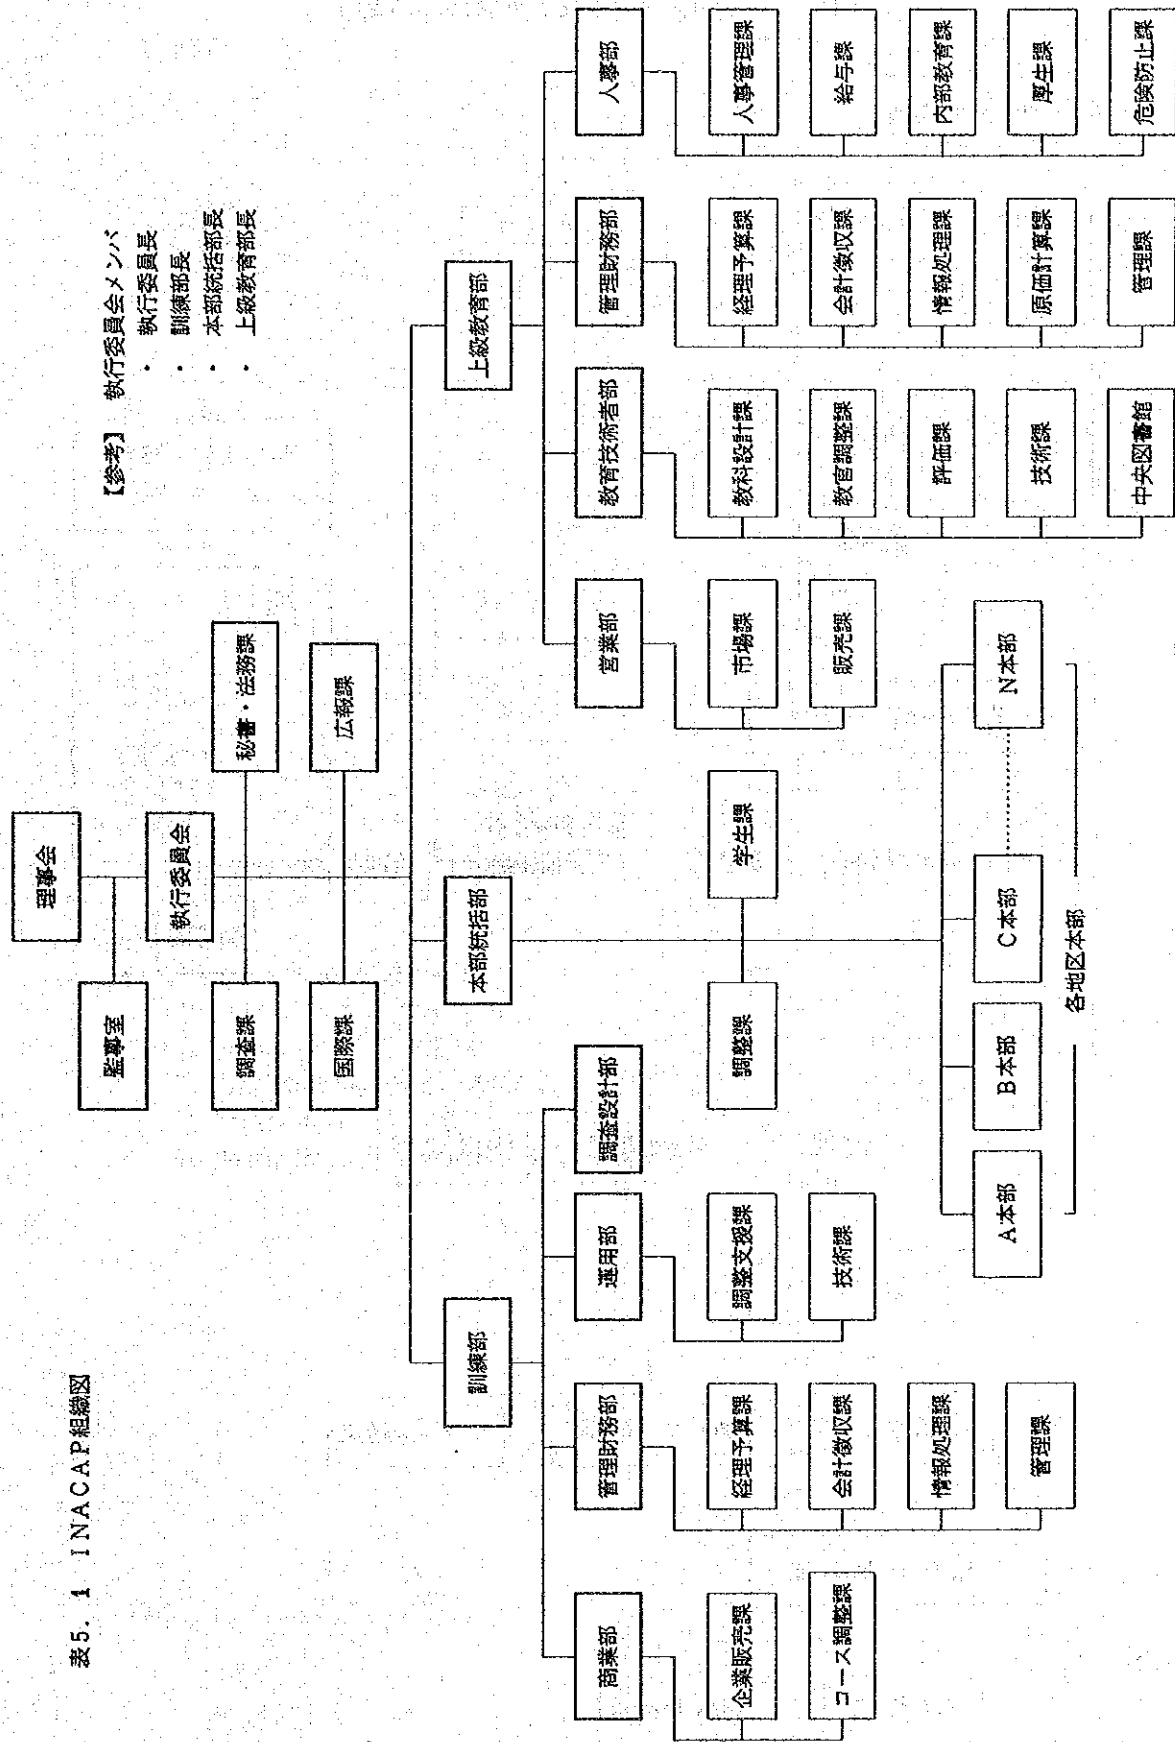 表5．1 INACAP組織図
【参考】 執行委員会メンバ
・ 執行委員長
・ 訓練部長
・ 本部統括部長
・ 上級教育部長
理事会
監事室
執行委員会
調査課
秘書・法務課
国際課
広報課
訓練部
本部統括部
上級教育部
商業部
管理財務部
運用部
調査設計部
営業部
教育技術者部
管理財務部
人事部
企業販売課
コース調整課
経理予算課
会計徴収課
情報処理課
管理課
調整支援課
技術課
調整課
学生課
市場課
販売課
教科設計課
教官調整課
評価課
技術課
中央図書館
経理予算課
会計徴収課
情報処理課
原価計算課
管理課
人事管理課
給与課
内部教育課
厚生課
危険防止課
A本部
B本部
C本部
N本部
各地区本部